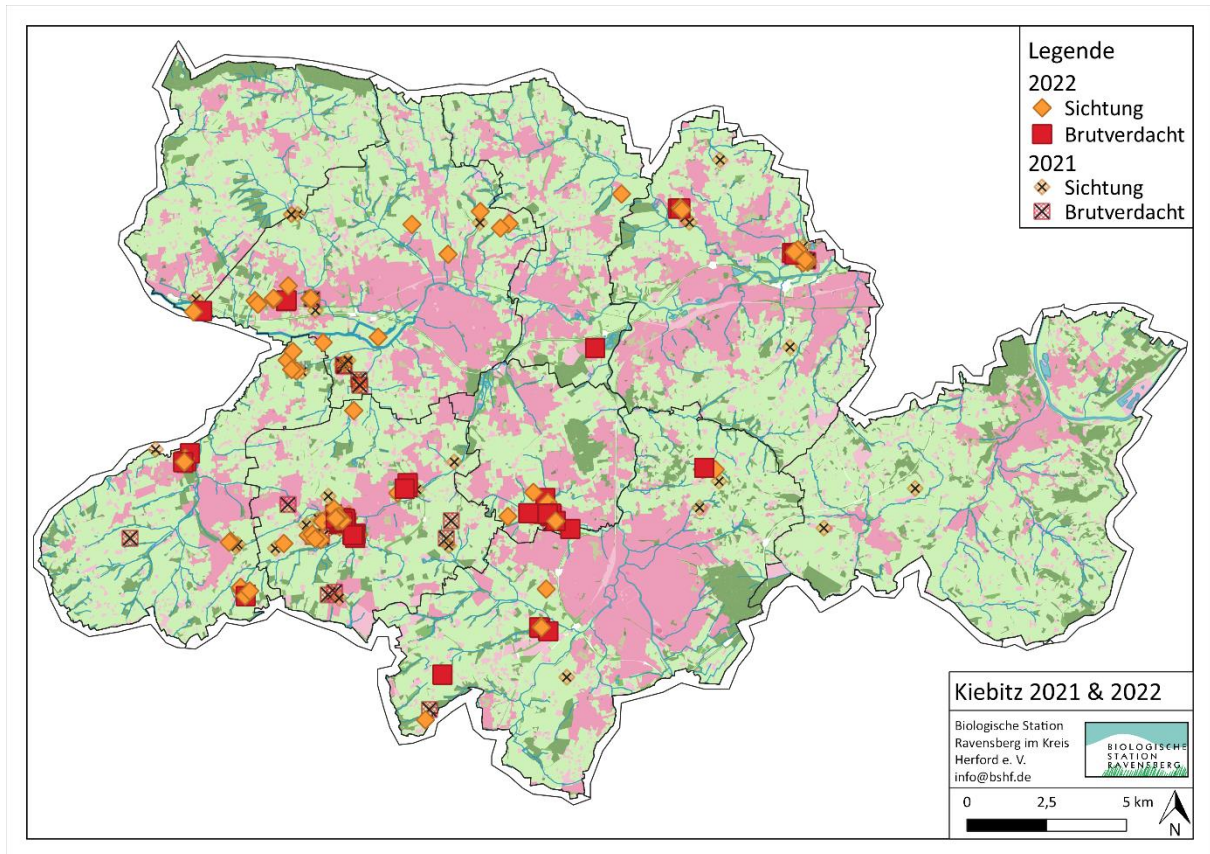 Legende
2022
Sichtung
Brutverdacht
2021
Sichtung
Brutverdacht
Kiebitz 2021 & 2022
Biologische Station
Ravensberg im Kreis
Herford e. V.
info@bshf.de
BIOLOGISCHE
STATION
RAVENSBERG
0 2,5 5 km
N